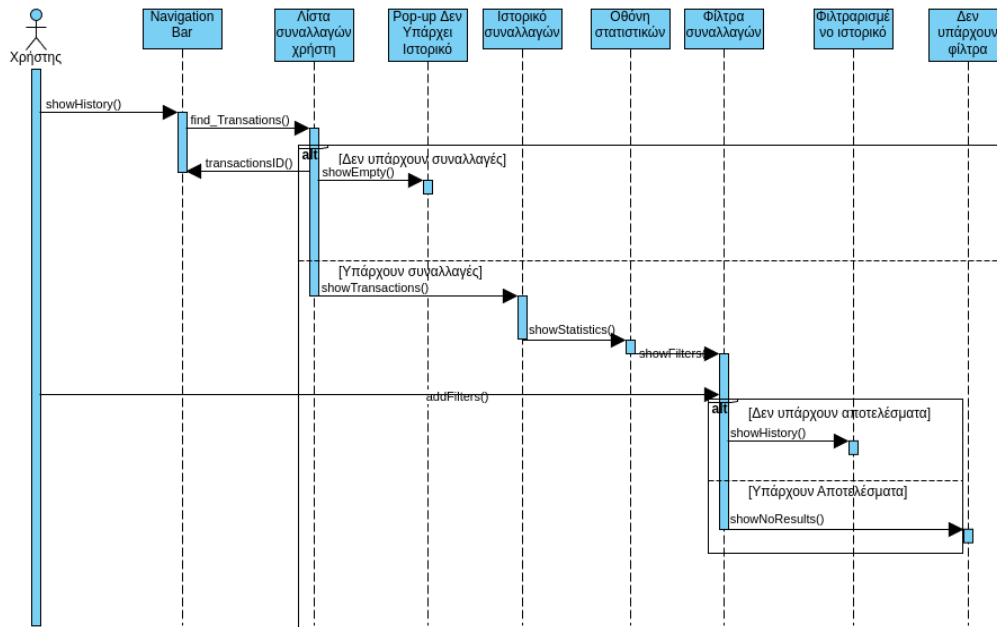 Χρήστης
Navigation
Bar
Λίστα
συναλλαγών
χρήστη
Pop-up Δεν
Υπάρχει
Ιστορικό
Ιστορικό
συναλλαγών
Οθόνη
στατιστικών
Φίλτρα
συναλλαγών
Φιλτραρισμέ
νο ιστορικό
Δεν
υπάρχουν
φίλτρα
showHistory()
find_Transations()
alt
[Δεν υπάρχουν συναλλαγές]
transactionsID()
showEmpty()
[Υπάρχουν συναλλαγές]
showTransactions()
showStatistics()
showFilters()
addFilters()
alt
[Δεν υπάρχουν αποτελέσματα]
showHistory()
[Υπάρχουν Αποτελέσματα]
showNoResults()